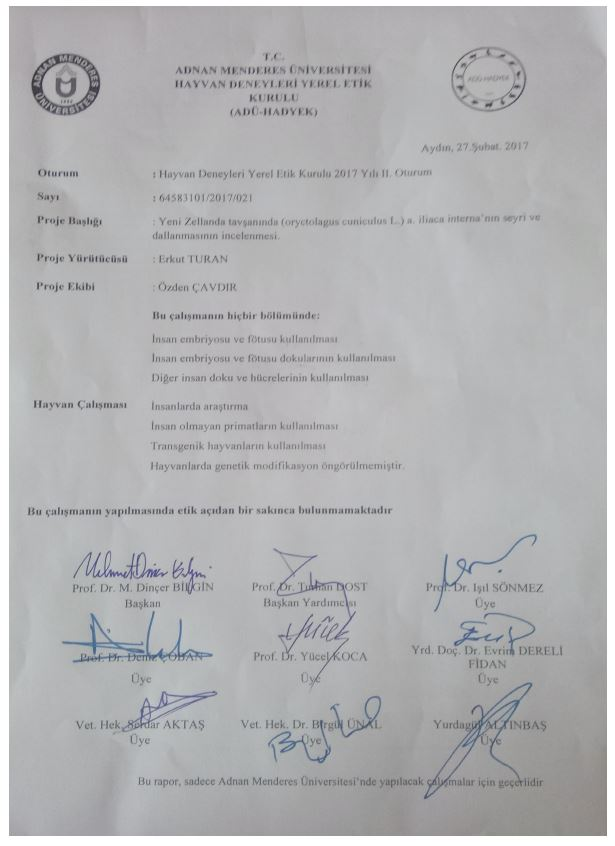 ADNAN MENDERES
ÜNİVERSİTESİ
1992
T.C.
ADNAN MENDERES ÜNİVERSİTESİ
HAYVAN DENEYLERİ YEREL ETİK
KURULU
(ADÜ-HADYEK)
ADÜ-HADYEK
Aydın, 27.Şubat. 2017
Oturum : Hayvan Deneyleri Yerel Etik Kurulu 2017 Yılı II. Oturum
Sayı : 64583101/2017/021
Proje Başlığı : Yeni Zellanda tavşanında (oryctolagus cuniculus L.) a. iliaca interna'nın seyri ve
dallanmasının incelenmesi.
Proje Yürütücüsü : Erkut TURAN
Proje Ekibi : Özden ÇAVDIR
Bu çalışmanın hiçbir bölümünde:
İnsan embriyosu ve fötusu kullanılması
İnsan embriyosu ve fötusu dokularının kullanılması
Diğer insan doku ve hücrelerinin kullanılması
Hayvan Çalışması İnsanlarda araştırma
İnsan olmayan primatların kullanılması
Transgenik hayvanların kullanılması
Hayvanlarda genetik modifikasyon öngörülmemiştir.
Bu çalışmanın yapılmasında etik açıdan bir sakınca bulunmamaktadır
Prof. Dr. M. Dinçer BİLGİN Prof. Dr. Turhan DOST Prof. Dr. Işıl SÖNMEZ
Başkan Başkan Yardımcısı Üye
Prof. Dr. Deniz ÇOBAN Prof. Dr. Yücel KOCA Yrd. Doç. Dr. Evrim DERELİ
FİDAN
Üye Üye Üye
Vet. Hek. Serdar AKTAŞ Vet. Hek. Dr. Birgül ÜNAL Yurdagül ALTINBAŞ
Üye Üye Üye
Bu rapor, sadece Adnan Menderes Üniversitesi'nde yapılacak çalışmalar için geçerlidir